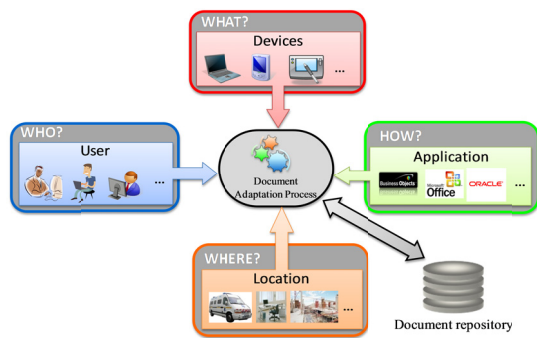 WHAT?
Devices
...
WHO?
User
...
HOW?
Application
Business Objects
Microsoft
Office
ORACLE
...
Document
Adaptation Process
WHERE?
Location
...
Document repository